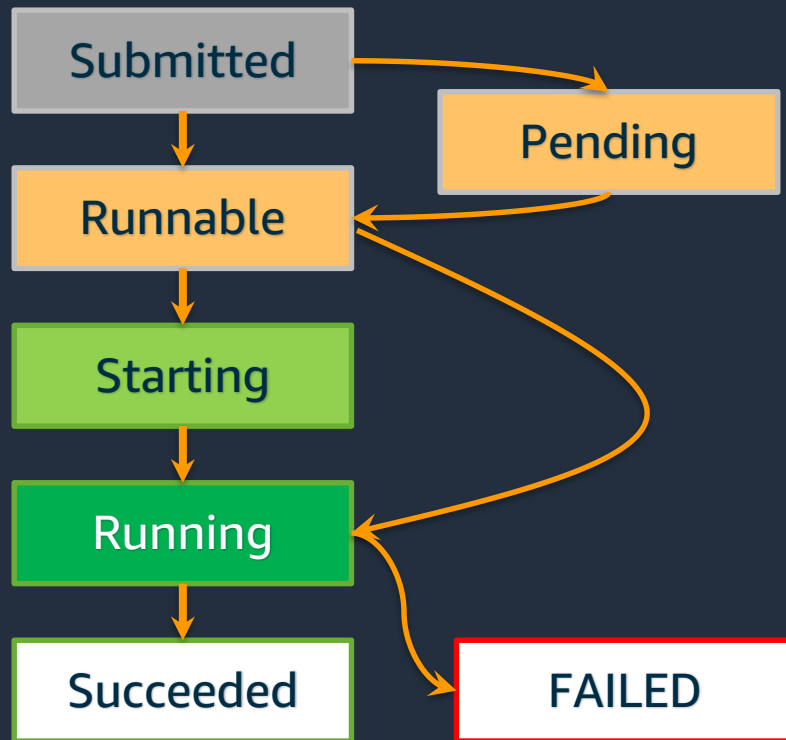 Submitted
Pending
Runnable
Starting
Running
Succeeded
FAILED